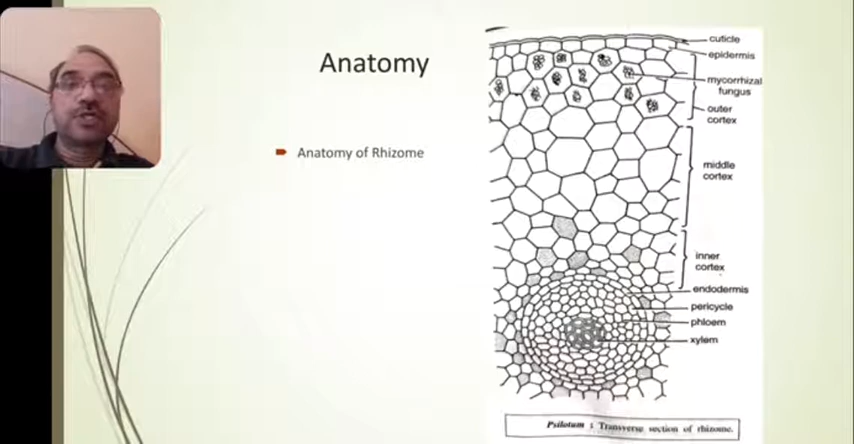 Anatomy
Anatomy of Rhizome
cuticle
epidermis
mycorrhizal
fungus
outer
cortex
middle
cortex
inner
cortex
endodermis
pericycle
phloem
xylem
Psilotum : Transverse section of rhizome.